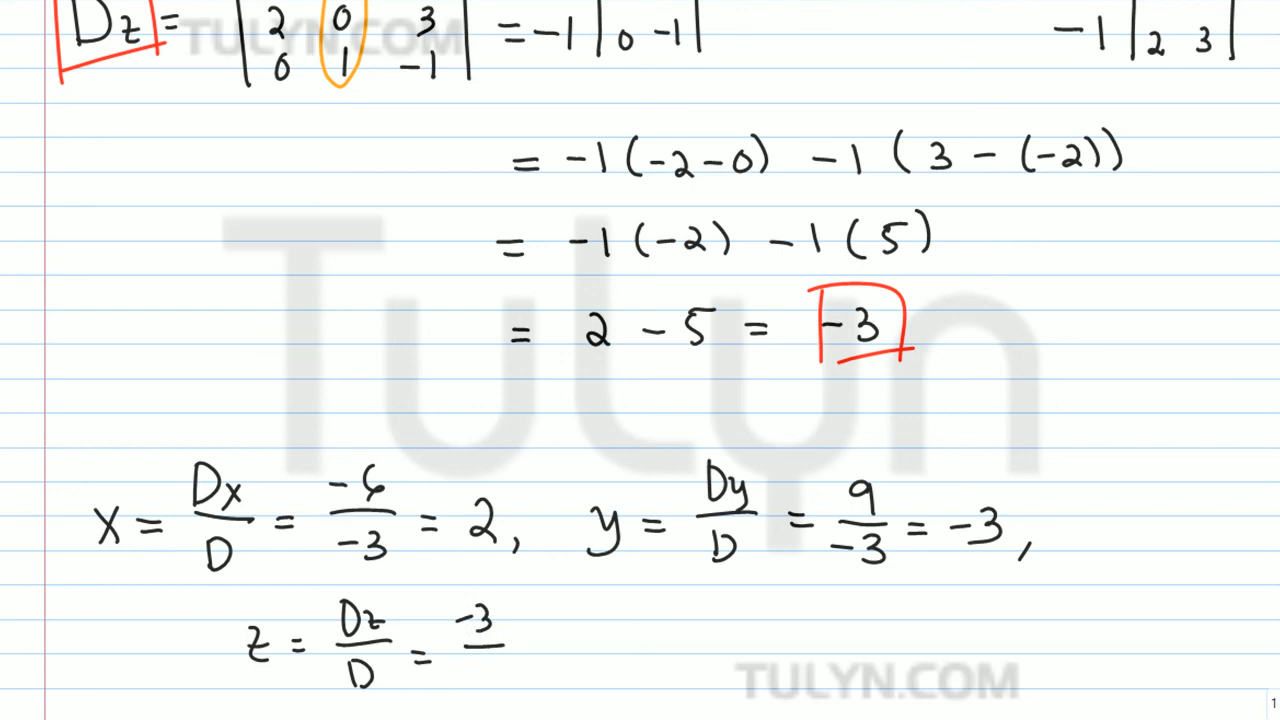 Dz = | 2 0 3 | = -1 | 0 -1 | -1 | 2 3 |
| 0 1 -1 |
= -1 (-2 - 0) - 1 ( 3 - (-2))
= -1 (-2) - 1 ( 5 )
= 2 - 5 = -3
x = Dx/D = -6/-3 = 2, y = Dy/D = 9/-3 = -3,
z = Dz/D = -3
TULYN.COM
Tulyn
TULYN.COM
1